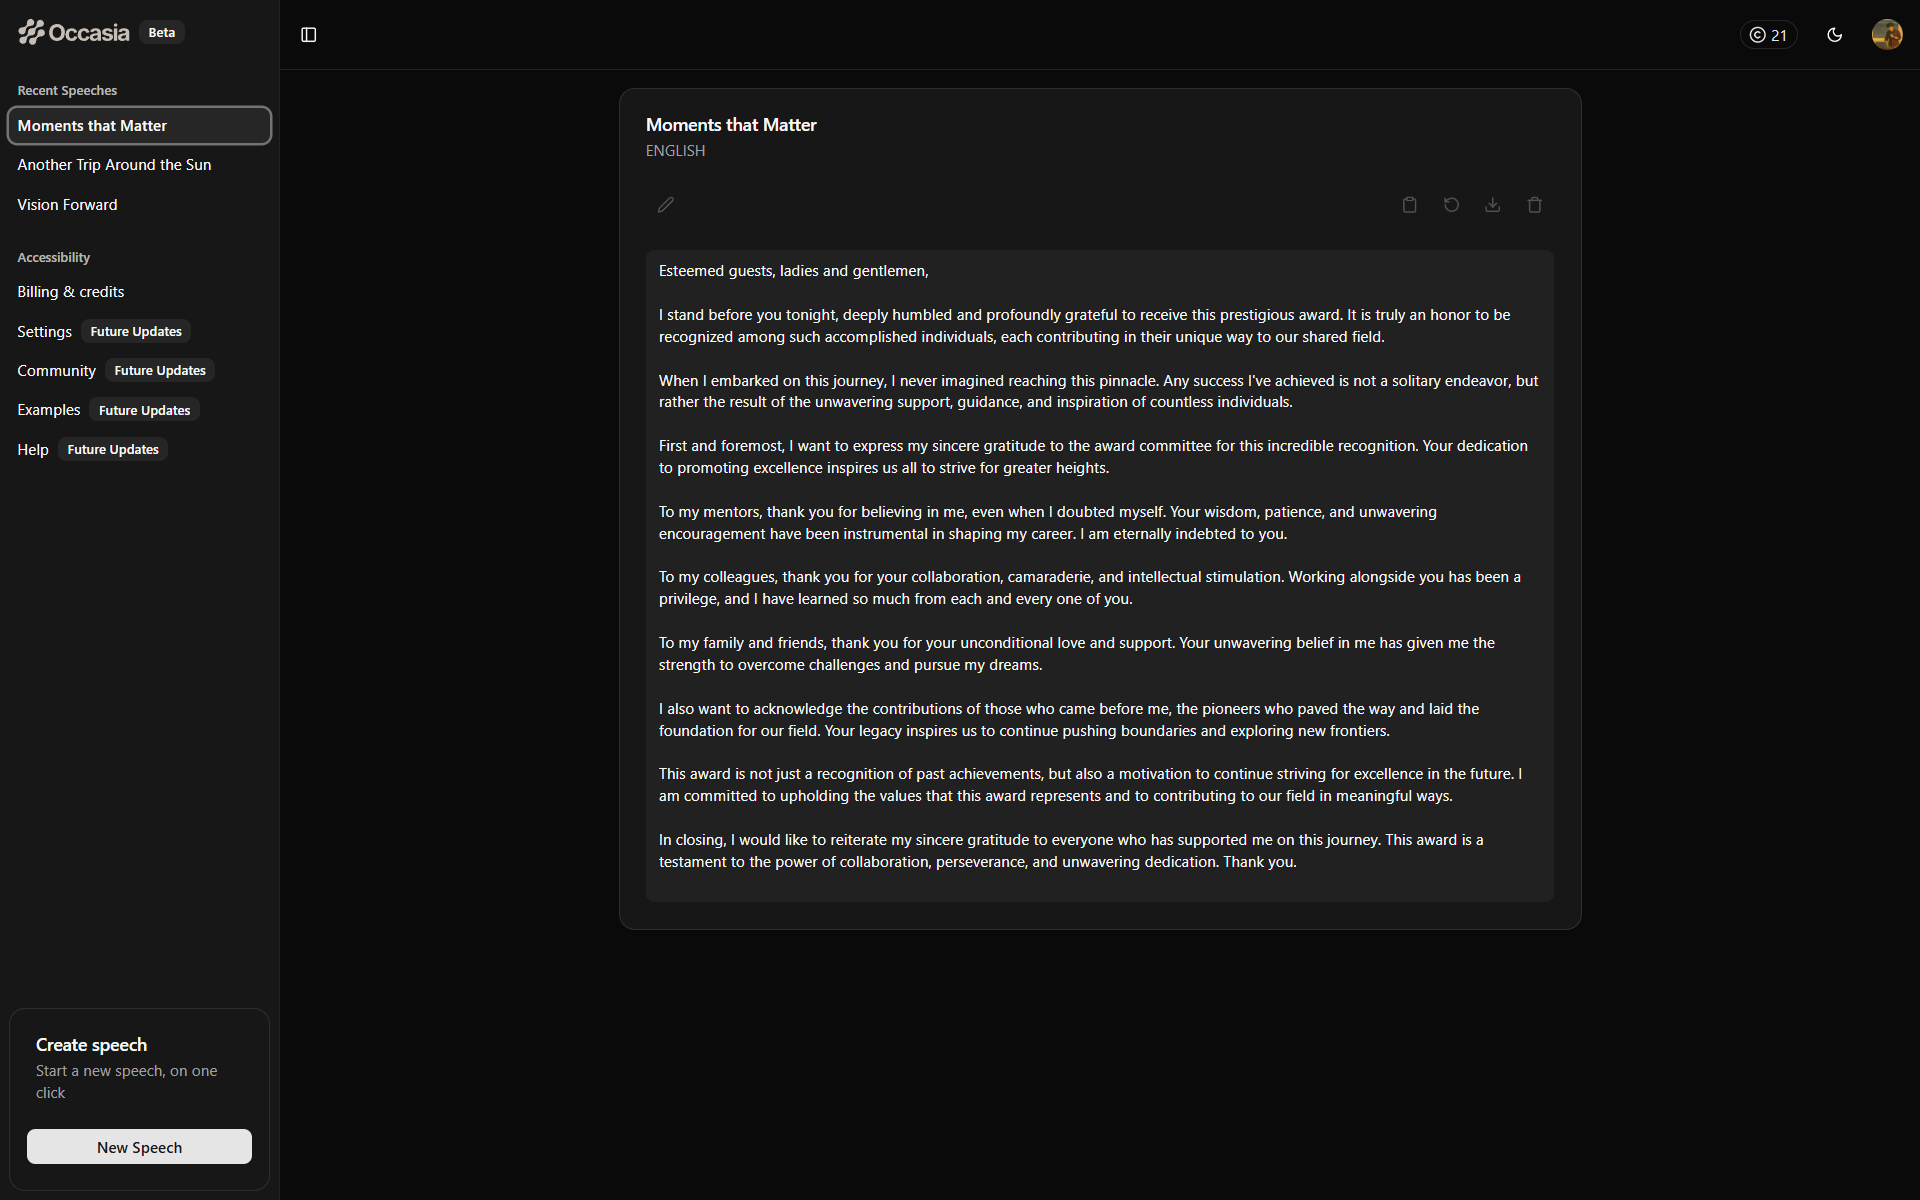 Occasia Beta
Recent Speeches
Moments that Matter
Another Trip Around the Sun
Vision Forward
Accessibility
Billing & credits
Settings Future Updates
Community Future Updates
Examples Future Updates
Help Future Updates
Create speech
Start a new speech, on one
click
New Speech
21
Moments that Matter
ENGLISH
Esteemed guests, ladies and gentlemen,
I stand before you tonight, deeply humbled and profoundly grateful to receive this prestigious award. It is truly an honor to be
recognized among such accomplished individuals, each contributing in their unique way to our shared field.
When I embarked on this journey, I never imagined reaching this pinnacle. Any success I've achieved is not a solitary endeavor, but
rather the result of the unwavering support, guidance, and inspiration of countless individuals.
First and foremost, I want to express my sincere gratitude to the award committee for this incredible recognition. Your dedication
to promoting excellence inspires us all to strive for greater heights.
To my mentors, thank you for believing in me, even when I doubted myself. Your wisdom, patience, and unwavering
encouragement have been instrumental in shaping my career. I am eternally indebted to you.
To my colleagues, thank you for your collaboration, camaraderie, and intellectual stimulation. Working alongside you has been a
privilege, and I have learned so much from each and every one of you.
To my family and friends, thank you for your unconditional love and support. Your unwavering belief in me has given me the
strength to overcome challenges and pursue my dreams.
I also want to acknowledge the contributions of those who came before me, the pioneers who paved the way and laid the
foundation for our field. Your legacy inspires us to continue pushing boundaries and exploring new frontiers.
This award is not just a recognition of past achievements, but also a motivation to continue striving for excellence in the future. I
am committed to upholding the values that this award represents and to contributing to our field in meaningful ways.
In closing, I would like to reiterate my sincere gratitude to everyone who has supported me on this journey. This award is a
testament to the power of collaboration, perseverance, and unwavering dedication. Thank you.